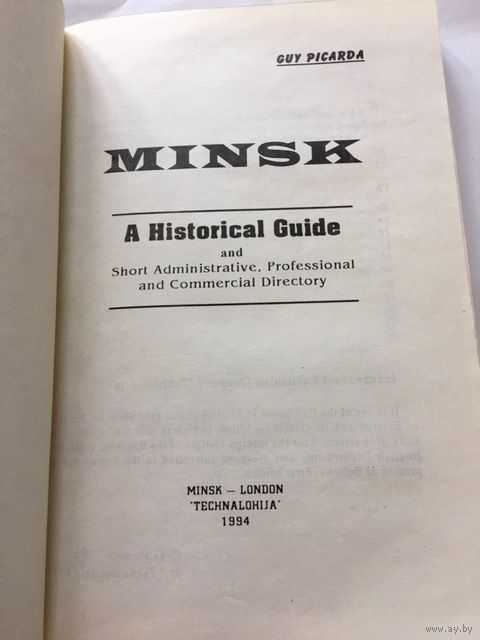 GUY PICARDA
MINSK
A Historical Guide
and
Short Administrative, Professional
and Commercial Directory
MINSK – LONDON
"TECHNALOHIJA"
1994
www.ay.by